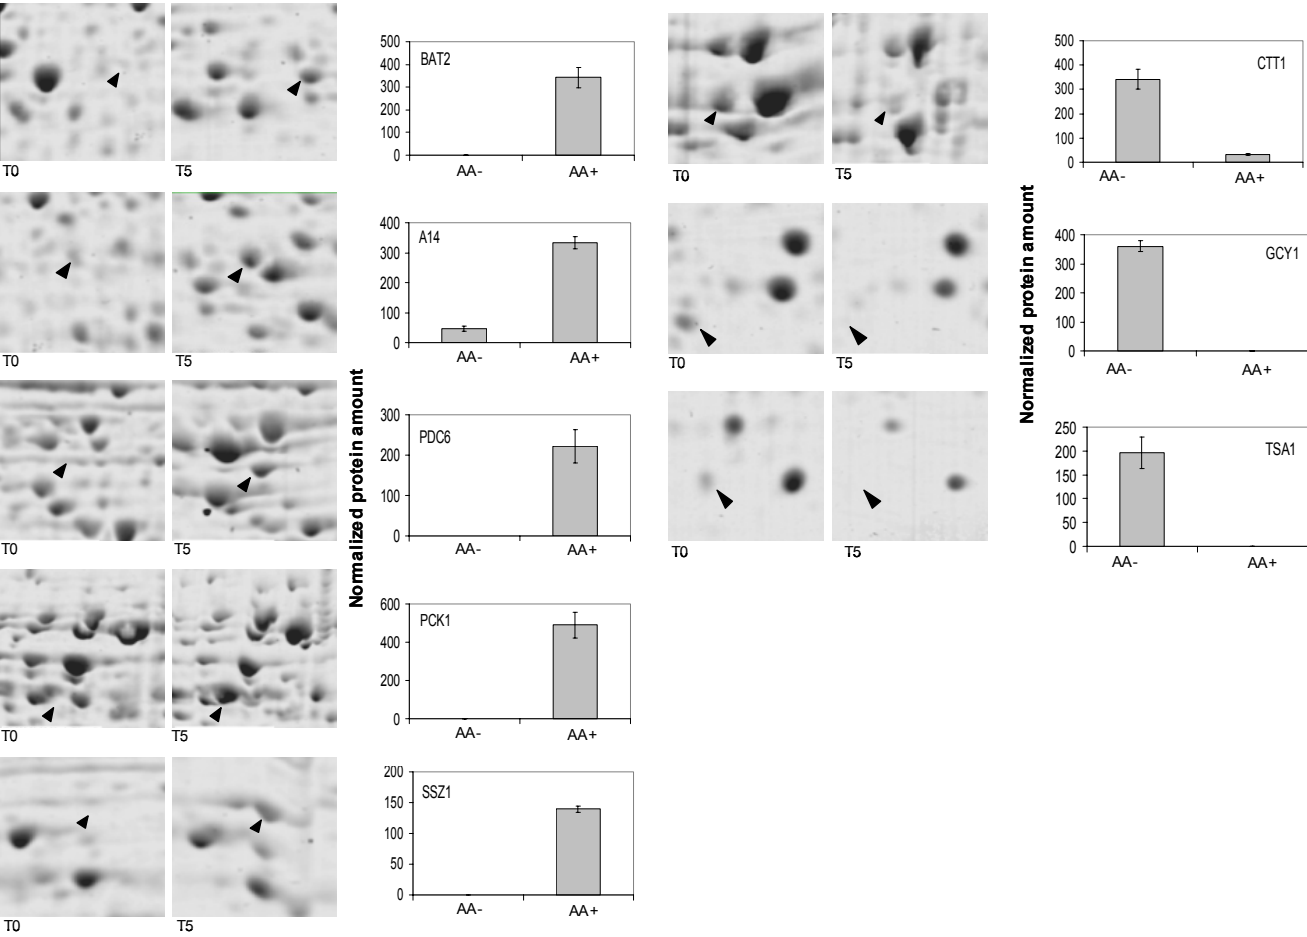 T0
T5
500
400
300
200
100
0
BAT2
AA-
AA+
T0
T5
400
300
200
100
0
A14
AA-
AA+
T0
T5
300
200
100
0
PDC6
AA-
AA+
T0
T5
600
400
200
0
PCK1
AA-
AA+
T0
T5
200
150
100
50
0
SSZ1
AA-
AA+
Normalized protein amount
T0
T5
500
400
300
200
100
0
CTT1
AA-
AA+
T0
T5
400
300
200
100
0
GCY1
AA-
AA+
T0
T5
250
200
150
100
50
0
TSA1
AA-
AA+
Normalized protein amount